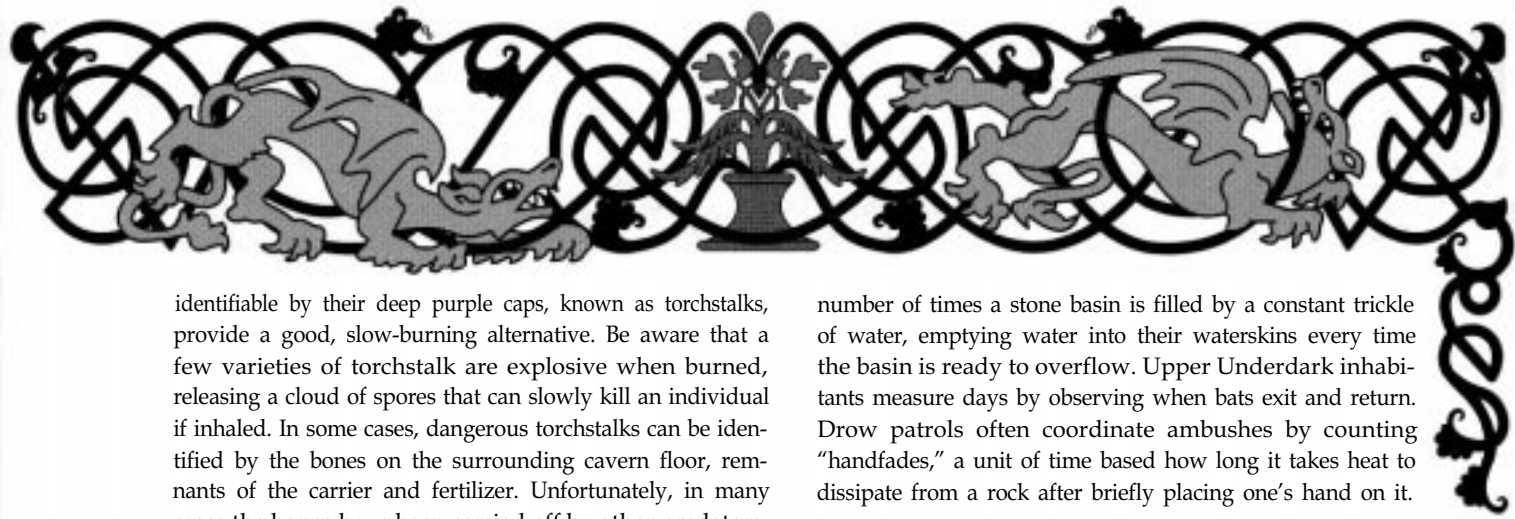 identifiable by their deep purple caps, known as torchstalks,
provide a good, slow-burning alternative. Be aware that a
few varieties of torchstalk are explosive when burned,
releasing a cloud of spores that can slowly kill an individual
if inhaled. In some cases, dangerous torchstalks can be iden-
tified by the bones on the surrounding cavern floor, rem-
nants of the carrier and fertilizer. Unfortunately, in many
number of times a stone basin is filled by a constant trickle
of water, emptying water into their waterskins every time
the basin is ready to overflow. Upper Underdark inhabi-
tants measure days by observing when bats exit and return.
Drow patrols often coordinate ambushes by counting
“handfades,” a unit of time based how long it takes heat to
dissipate from a rock after briefly placing one’s hand on it.